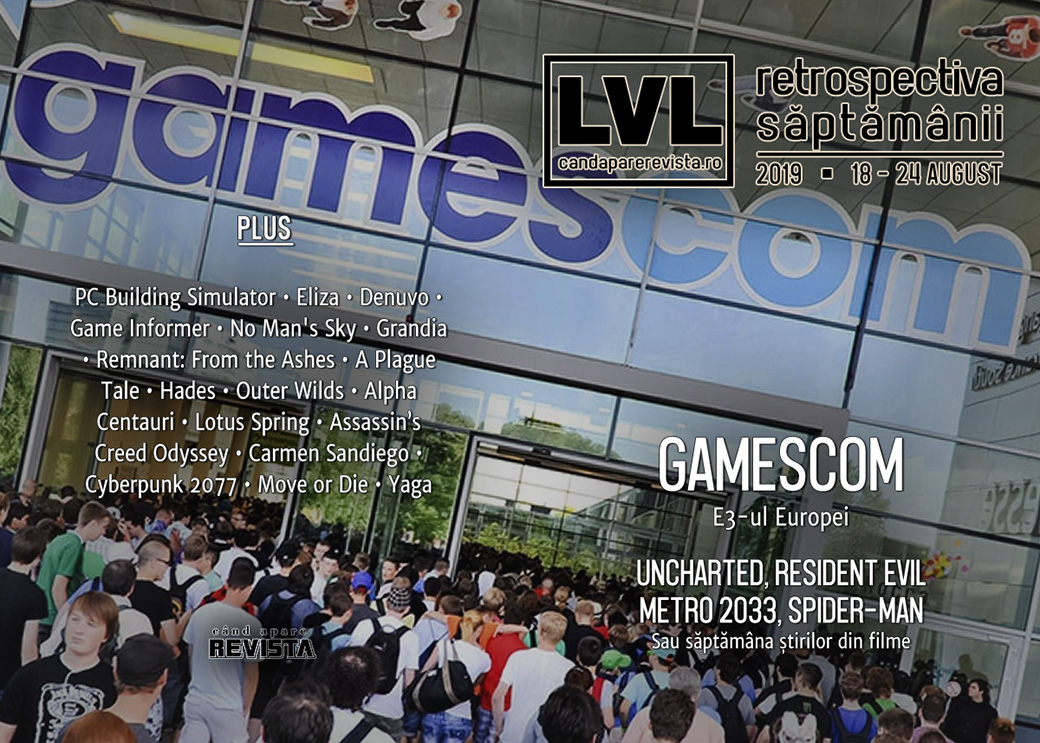 gamescom
LVL
candaparerevista.ro
retrospectiva
săptămânii
2019 ▪ 18 - 24 AUGUST
PLUS
PC Building Simulator • Eliza • Denuvo •
Game Informer • No Man's Sky • Grandia
• Remnant: From the Ashes • A Plague
Tale • Hades • Outer Wilds • Alpha
Centauri • Lotus Spring • Assassin’s
Creed Odyssey • Carmen Sandiego •
Cyberpunk 2077 • Move or Die • Yaga
GAMESCOM
E3-ul Europei
UNCHARTED, RESIDENT EVIL
METRO 2033, SPIDER-MAN
Sau săptămâna știrilor din filme
când apare
REVISTA